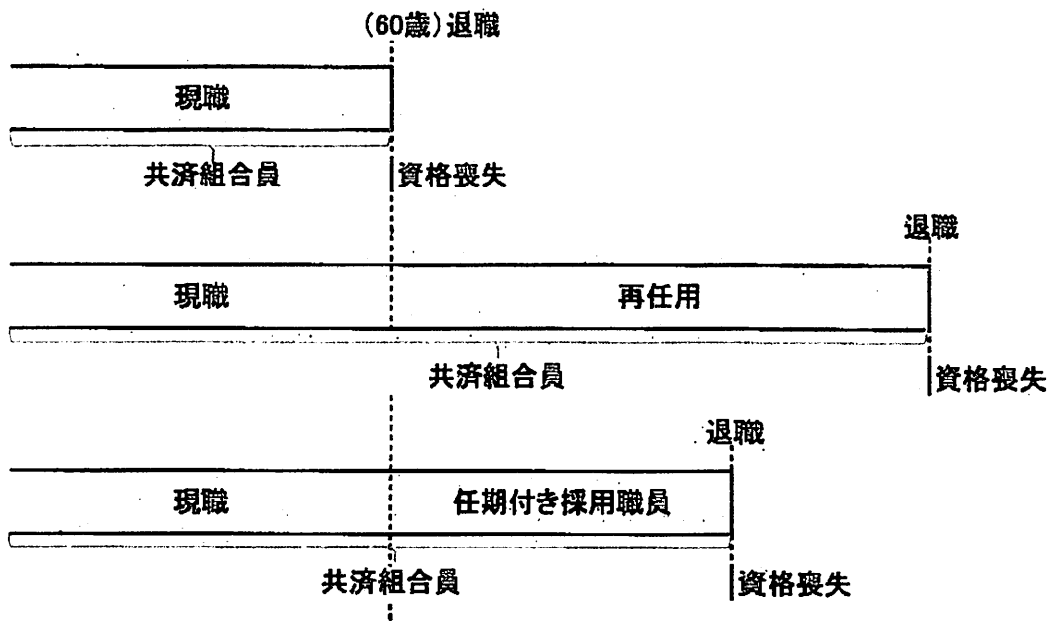 (60歳)退職
現職
共済組合員
資格喪失
退職
現職
再任用
共済組合員
資格喪失
退職
現職
任期付き採用職員
共済組合員
資格喪失